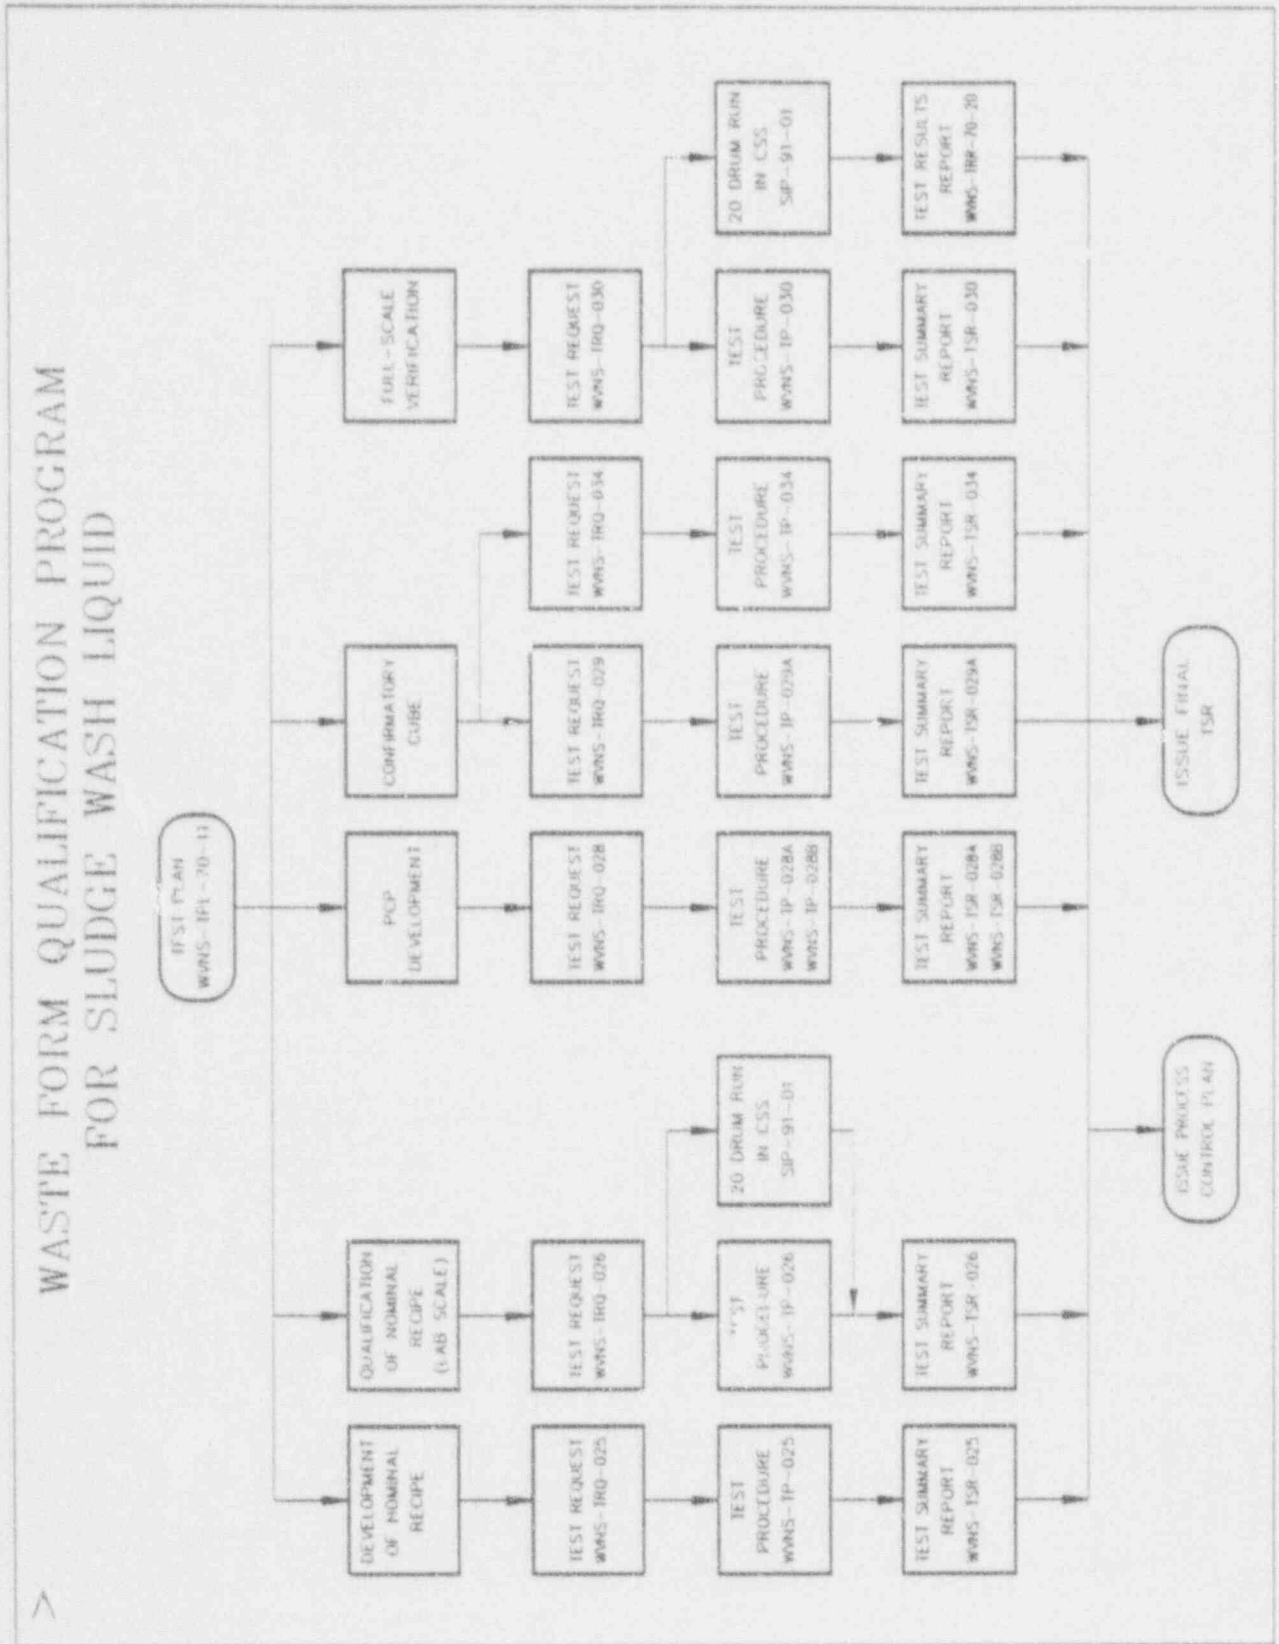 WASTE FORM QUALIFICATION PROGRAM
FOR SLUDGE WASH LIQUID
TEST PLAN
WVNS-TPL-70-11
DEVELOPMENT
OF NOMINAL
RECIPE
QUALIFICATION
OF NOMINAL
RECIPE
(LAB SCALE)
PCP
DEVELOPMENT
CONFIRMATORY
CUBE
FULL-SCALE
VERIFICATION
TEST REQUEST
WVNS-TRQ-025
TEST REQUEST
WVNS-TRQ-026
TEST REQUEST
WVNS-TRQ-028
TEST REQUEST
WVNS-TRQ-029
TEST REQUEST
WVNS-TRQ-034
TEST REQUEST
WVNS-TRQ-030
TEST
PROCEDURE
WVNS-TP-025
TEST
PROCEDURE
WVNS-TP-026
20 DRUM RUN
IN CSS
SIP-91-01
TEST
PROCEDURE
WVNS-TP-028A
WVNS-TP-028B
TEST
PROCEDURE
WVNS-TP-029A
TEST
PROCEDURE
WVNS-TP-034
TEST
PROCEDURE
WVNS-TP-030
20 DRUM RUN
IN CSS
SIP-91-01
TEST SUMMARY
REPORT
WVNS-TSR-025
TEST SUMMARY
REPORT
WVNS-TSR-026
TEST SUMMARY
REPORT
WVNS-TSR-028A
WVNS-TSR-028B
TEST SUMMARY
REPORT
WVNS-TSR-029A
TEST SUMMARY
REPORT
WVNS-TSR-034
TEST SUMMARY
REPORT
WVNS-TSR-030
TEST RESULTS
REPORT
WVNS-TRR-70-20
ISSUE PROCESS
CONTROL PLAN
ISSUE FINAL
TSR